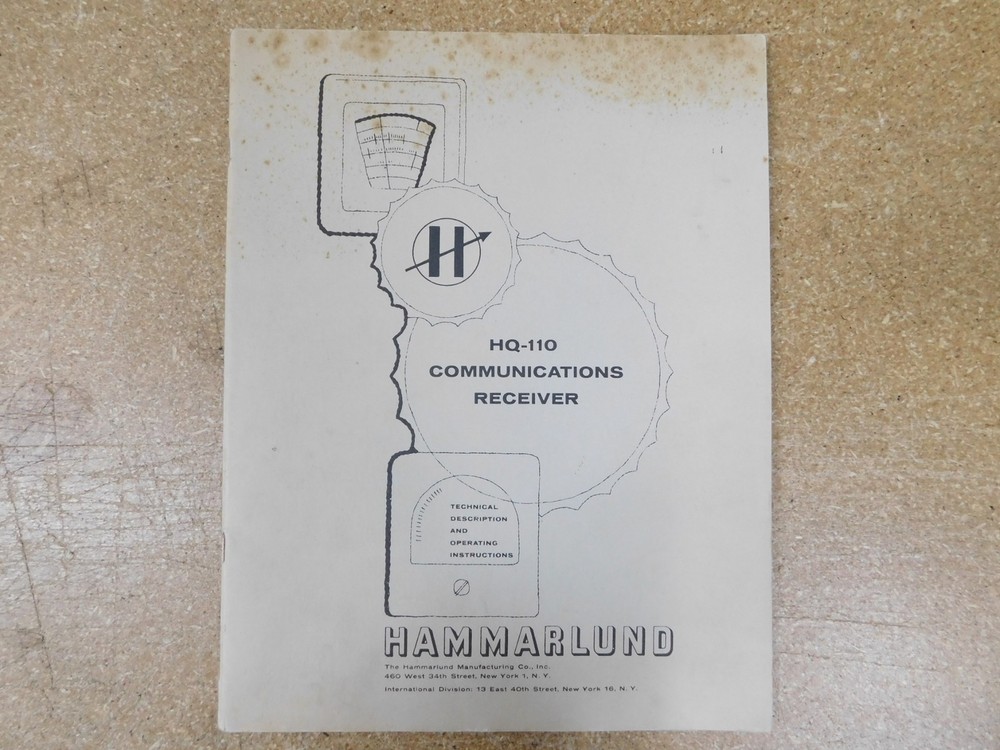 H
HQ-110
COMMUNICATIONS
RECEIVER
TECHNICAL
DESCRIPTION
AND
OPERATING
INSTRUCTIONS
HAMMARLUND
The Hammarlund Manufacturing Co., Inc.
460 West 34th Street, New York 1, N. Y.
International Division: 13 East 40th Street, New York 16, N. Y.